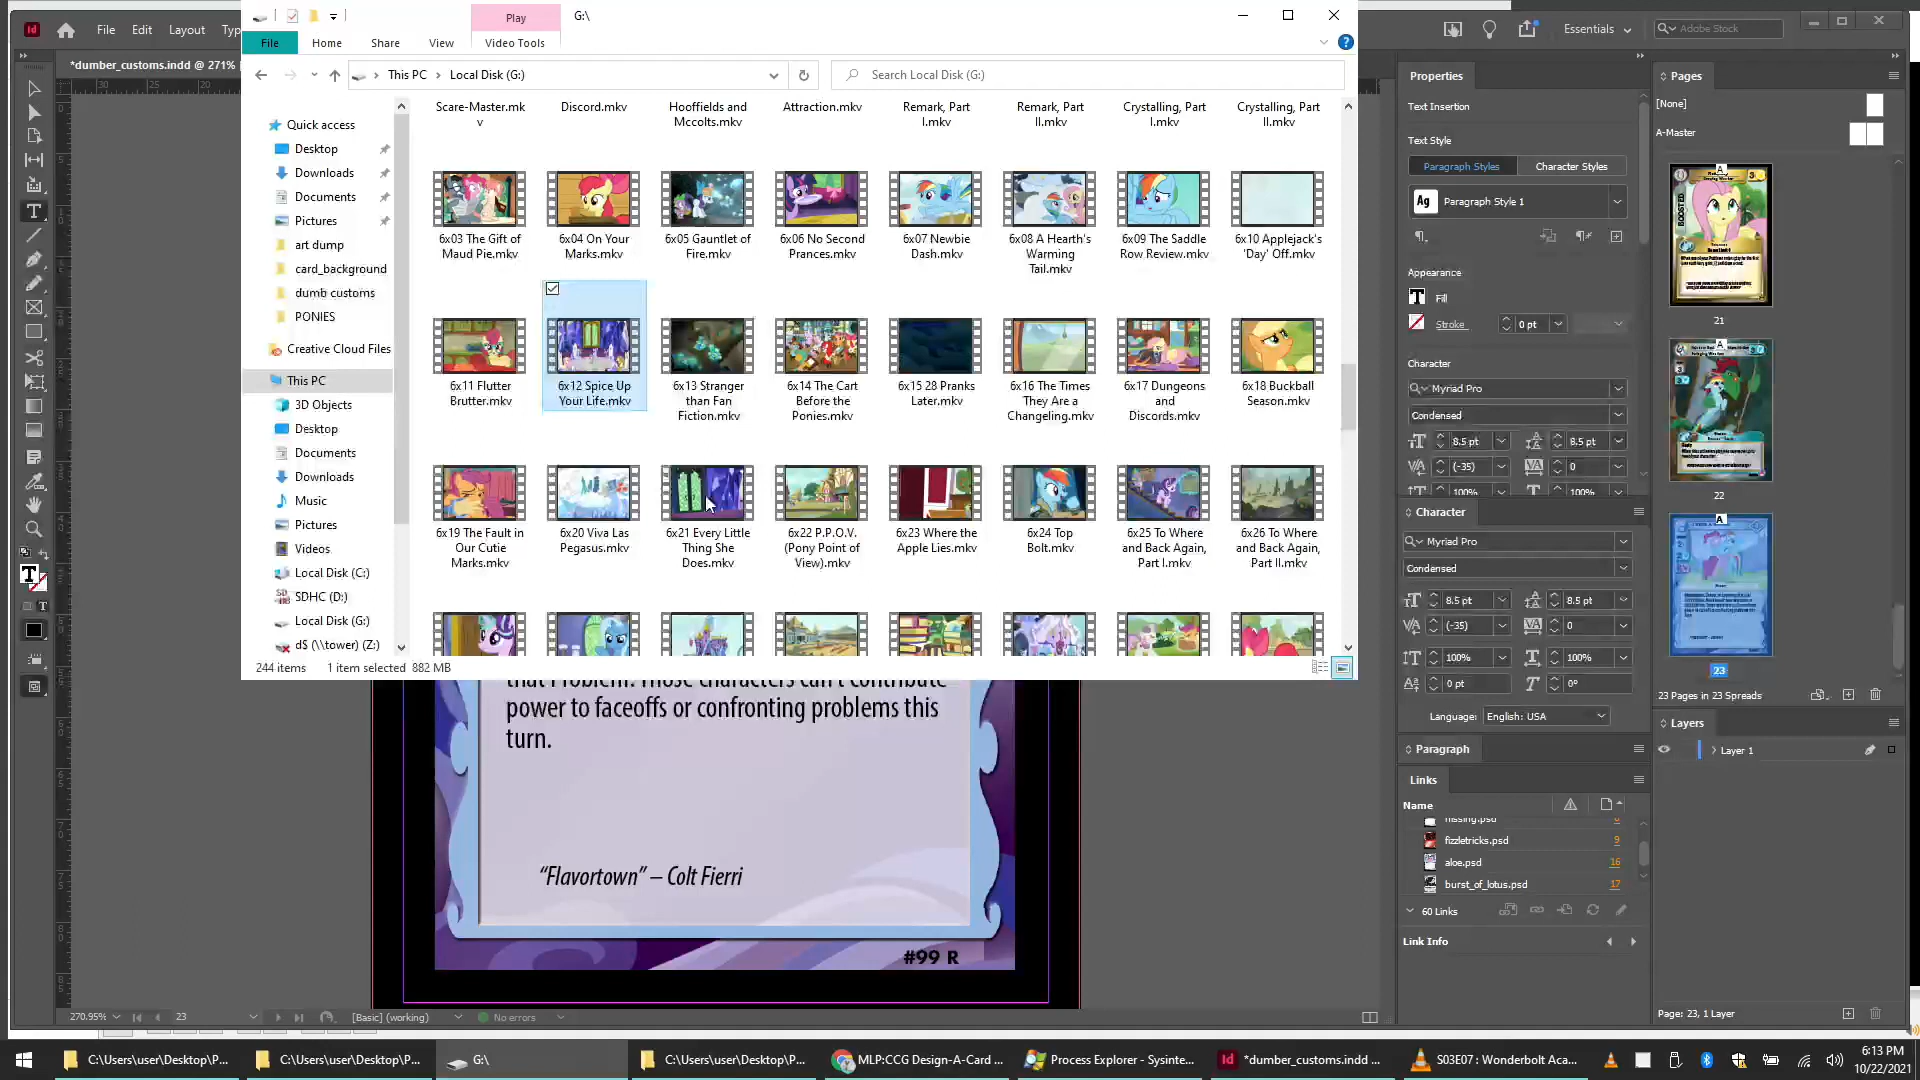 Play
G:\
File
Home
Share
View
Video Tools
This PC
Local Disk (G:)
Search Local Disk (G:)
File
Edit
Layout
Essentials
Adobe Stock
*dumber_customs.indd @ 271%
30
25
20
15
10
Quick access
Desktop
Downloads
Documents
Pictures
art dump
card_background
dumb customs
PONIES
Creative Cloud Files
This PC
3D Objects
Desktop
Documents
Downloads
Music
Pictures
Videos
Local Disk (C:)
SDHC (D:)
Local Disk (G:)
d$ (\\tower) (Z:)
Scare-Master.mk
v
Discord.mkv
Hooffields and
Mccolts.mkv
Attraction.mkv
Remark, Part
I.mkv
Remark, Part
II.mkv
Crystalling, Part
I.mkv
Crystalling, Part
II.mkv
6x03 The Gift of
Maud Pie.mkv
6x04 On Your
Marks.mkv
6x05 Gauntlet of
Fire.mkv
6x06 No Second
Prances.mkv
6x07 Newbie
Dash.mkv
6x08 A Hearth's
Warming
Tail.mkv
6x09 The Saddle
Row Review.mkv
6x10 Applejack's
'Day' Off.mkv
6x11 Flutter
Brutter.mkv
6x12 Spice Up
Your Life.mkv
6x13 Stranger
than Fan
Fiction.mkv
6x14 The Cart
Before the
Ponies.mkv
6x15 28 Pranks
Later.mkv
6x16 The Times
They Are a
Changeling.mkv
6x17 Dungeons
and
Discords.mkv
6x18 Buckball
Season.mkv
6x19 The Fault in
Our Cutie
Marks.mkv
6x20 Viva Las
Pegasus.mkv
6x21 Every Little
Thing She
Does.mkv
6x22 P.P.O.V.
(Pony Point of
View).mkv
6x23 Where the
Apple Lies.mkv
6x24 Top
Bolt.mkv
6x25 To Where
and Back Again,
Part I.mkv
6x26 To Where
and Back Again,
Part II.mkv
244 items
1 item selected
882 MB
that Problem. Those characters can't contribute
power to faceoffs or confronting problems this
turn.
“Flavortown” – Colt Fierri
#99 R
270.95%
23
[Basic] (working)
No errors
Properties
Text Insertion
Text Style
Paragraph Styles
Character Styles
Ag
Paragraph Style 1
Appearance
Fill
Stroke
0 pt
Character
Myriad Pro
Condensed
8.5 pt
8.5 pt
(-35)
0
100%
100%
Character
Myriad Pro
Condensed
8.5 pt
8.5 pt
(-35)
0
100%
100%
0 pt
0°
Language:
English: USA
Paragraph
Links
Name
fizzletricks.psd
9
aloe.psd
16
burst_of_lotus.psd
17
60 Links
Link Info
Pages
[None]
A-Master
BOOSTED
21
22
23
23 Pages in 23 Spreads
Layers
Layer 1
Page: 23, 1 Layer
C:\Users\user\Desktop\P...
C:\Users\user\Desktop\P...
G:\
C:\Users\user\Desktop\P...
MLP:CCG Design-A-Card ...
Process Explorer - Sysinte...
*dumber_customs.indd ...
S03E07 : Wonderbolt Aca...
6:13 PM
10/22/2021